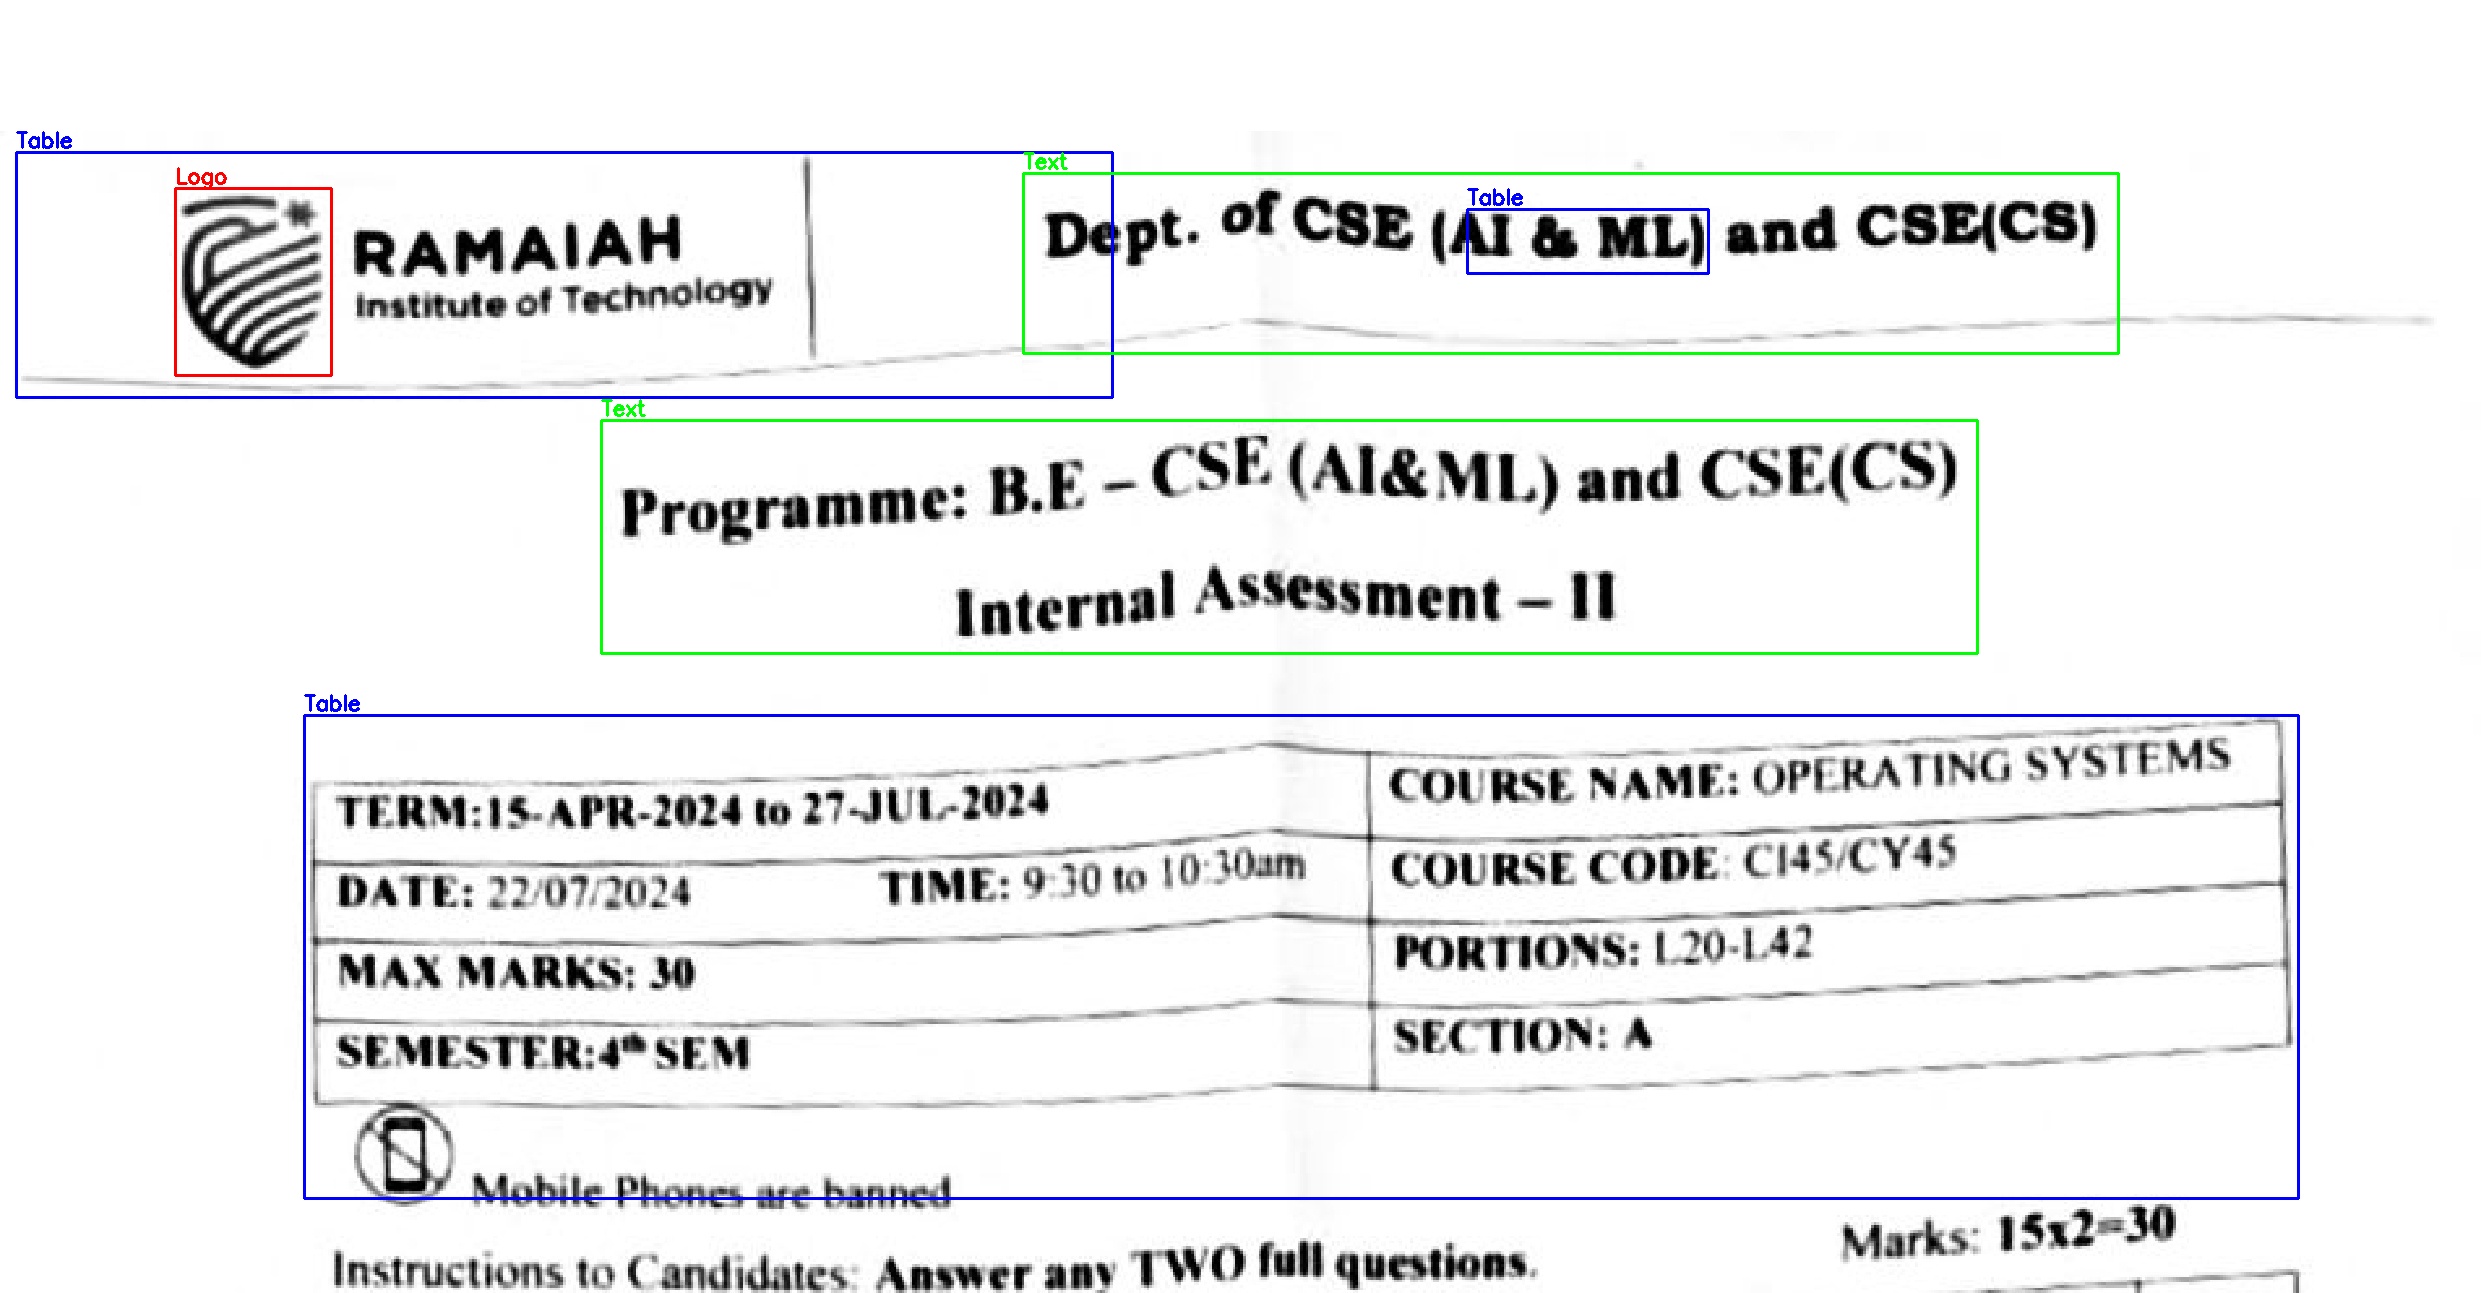 Table
Logo
RAMAIAH
Institute of Technology
Text
Table
Dept. of CSE (AI & ML) and CSE(CS)
Text
Programme: B.E – CSE (AI&ML) and CSE(CS)
Internal Assessment – II
Table
TERM:15-APR-2024 to 27-JUL-2024 COURSE NAME: OPERATING SYSTEMS
DATE: 22/07/2024 TIME: 9:30 to 10:30am COURSE CODE: CI45/CY45
MAX MARKS: 30 PORTIONS: L20-L42
SEMESTER:4th SEM SECTION: A
Mobile Phones are banned
Marks: 15x2=30
Instructions to Candidates: Answer any TWO full questions.